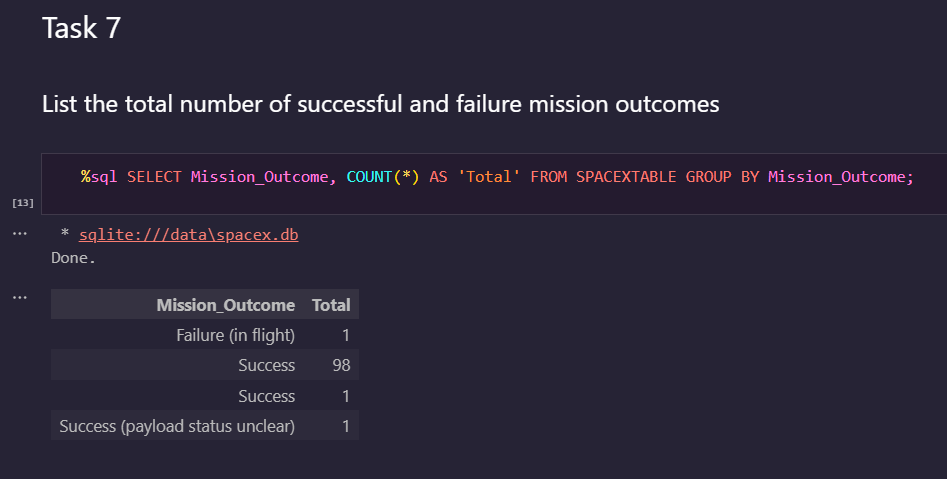 Task 7
List the total number of successful and failure mission outcomes
%sql SELECT Mission_Outcome, COUNT(*) AS 'Total' FROM SPACEXTABLE GROUP BY Mission_Outcome;
[13]
... * sqlite:///data\spacex.db
Done.
...
Mission_Outcome Total
Failure (in flight) 1
Success 98
Success 1
Success (payload status unclear) 1